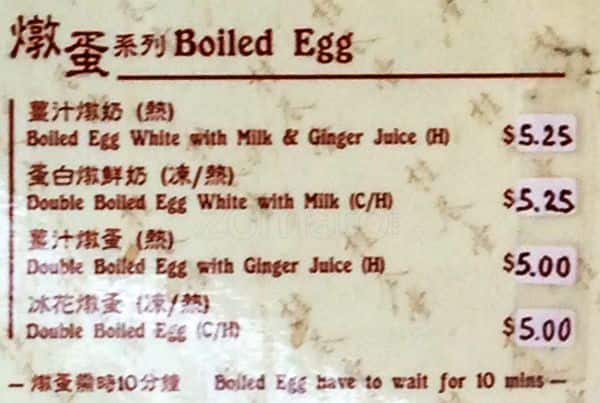 燉蛋系列 Boiled Egg
薑汁燉奶 (熱)
Boiled Egg White with Milk & Ginger Juice (H) $5.25
蛋白燉鮮奶 (凍/熱)
Double Boiled Egg White with Milk (C/H) $5.25
薑汁燉蛋 (熱)
Double Boiled Egg with Ginger Juice (H) $5.00
冰花燉蛋 (凍/熱)
Double Boiled Egg (C/H) $5.00
— 燉蛋需時10分鐘 Boiled Egg have to wait for 10 mins —